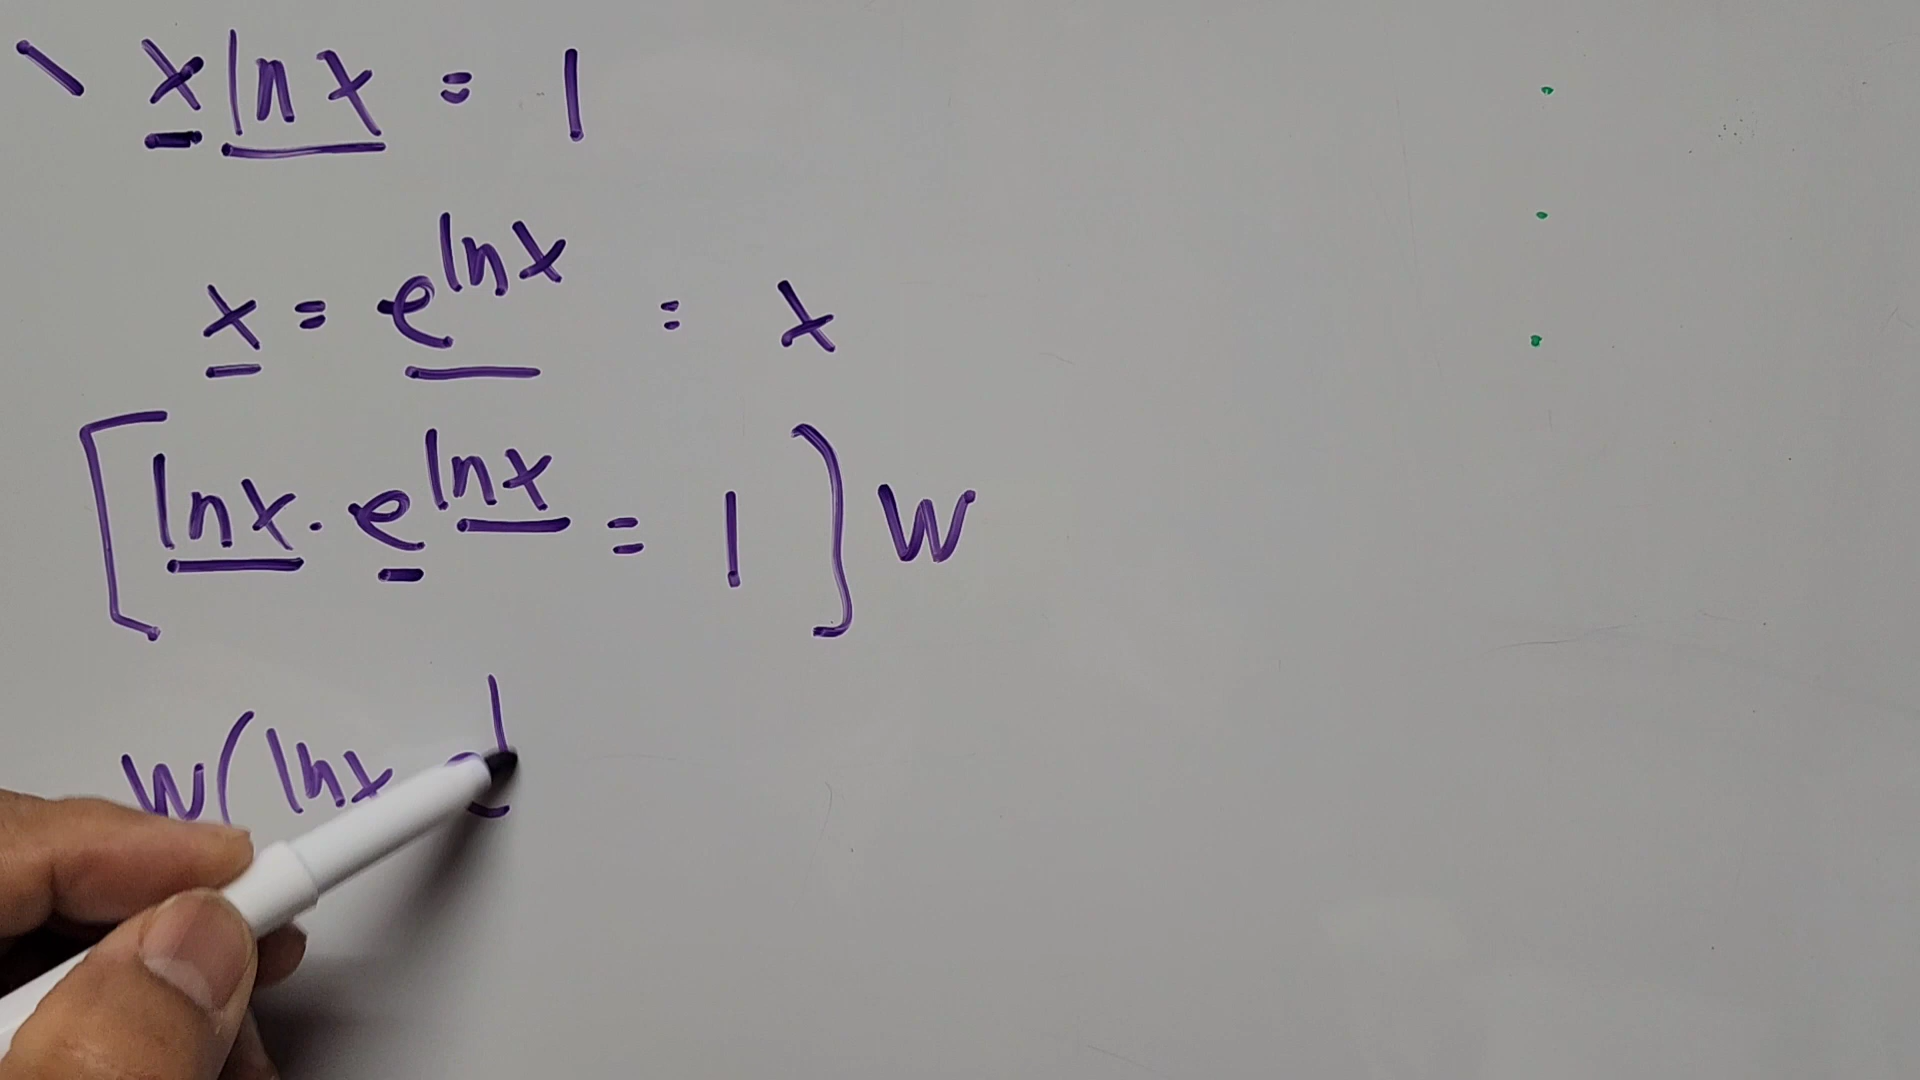 \ x ln x = 1
x = e^{ln x} = x
[ln x · e^{ln x} = 1] W
W(ln x